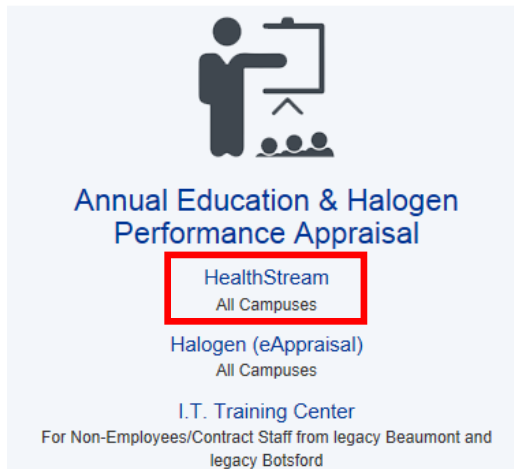 Annual Education & Halogen
Performance Appraisal
HealthStream
All Campuses
Halogen (eAppraisal)
All Campuses
I.T. Training Center
For Non-Employees/Contract Staff from legacy Beaumont and
legacy Botsford